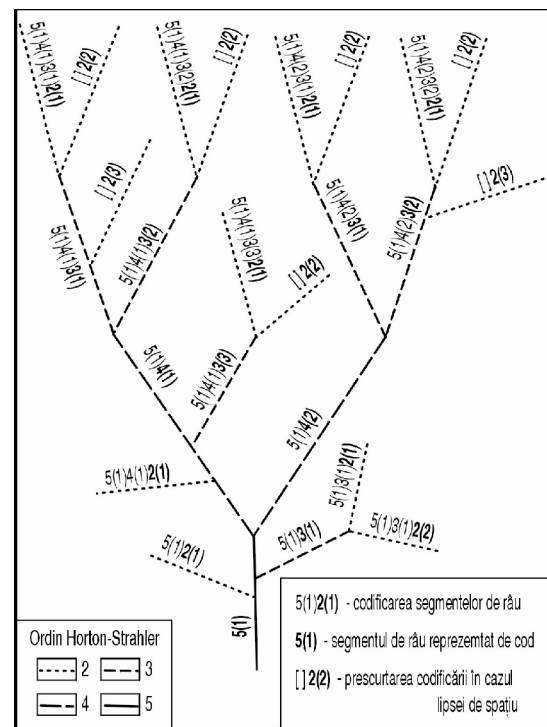 5(1)4(1)3(1)2(1)
[ ] 2(2)
5(1)4(1)3(2)2(1)
[ ] 2(2)
5(1)4(2)3(1)2(1)
[ ] 2(2)
5(1)4(2)3(2)2(1)
[ ] 2(2)
[ ] 2(3)
[ ] 2(3)
5(1)4(1)3(1)
5(1)4(1)3(2)
5(1)4(1)3(3)2(1)
[ ] 2(2)
5(1)4(2)3(1)
5(1)4(2)3(2)
5(1)4(1)
5(1)4(1)3(3)
5(1)4(2)
5(1)4(1)2(1)
5(1)3(1)2(1)
5(1)2(1)
5(1)3(1)
5(1)3(1)2(2)
5(1)
Ordin Horton-Strahler
2
3
4
5
5(1)2(1) - codificarea segmentelor de râu
5(1) - segmentul de râu reprezemtat de cod
[ ] 2(2) - prescurtarea codificării în cazul
lipsei de spațiu